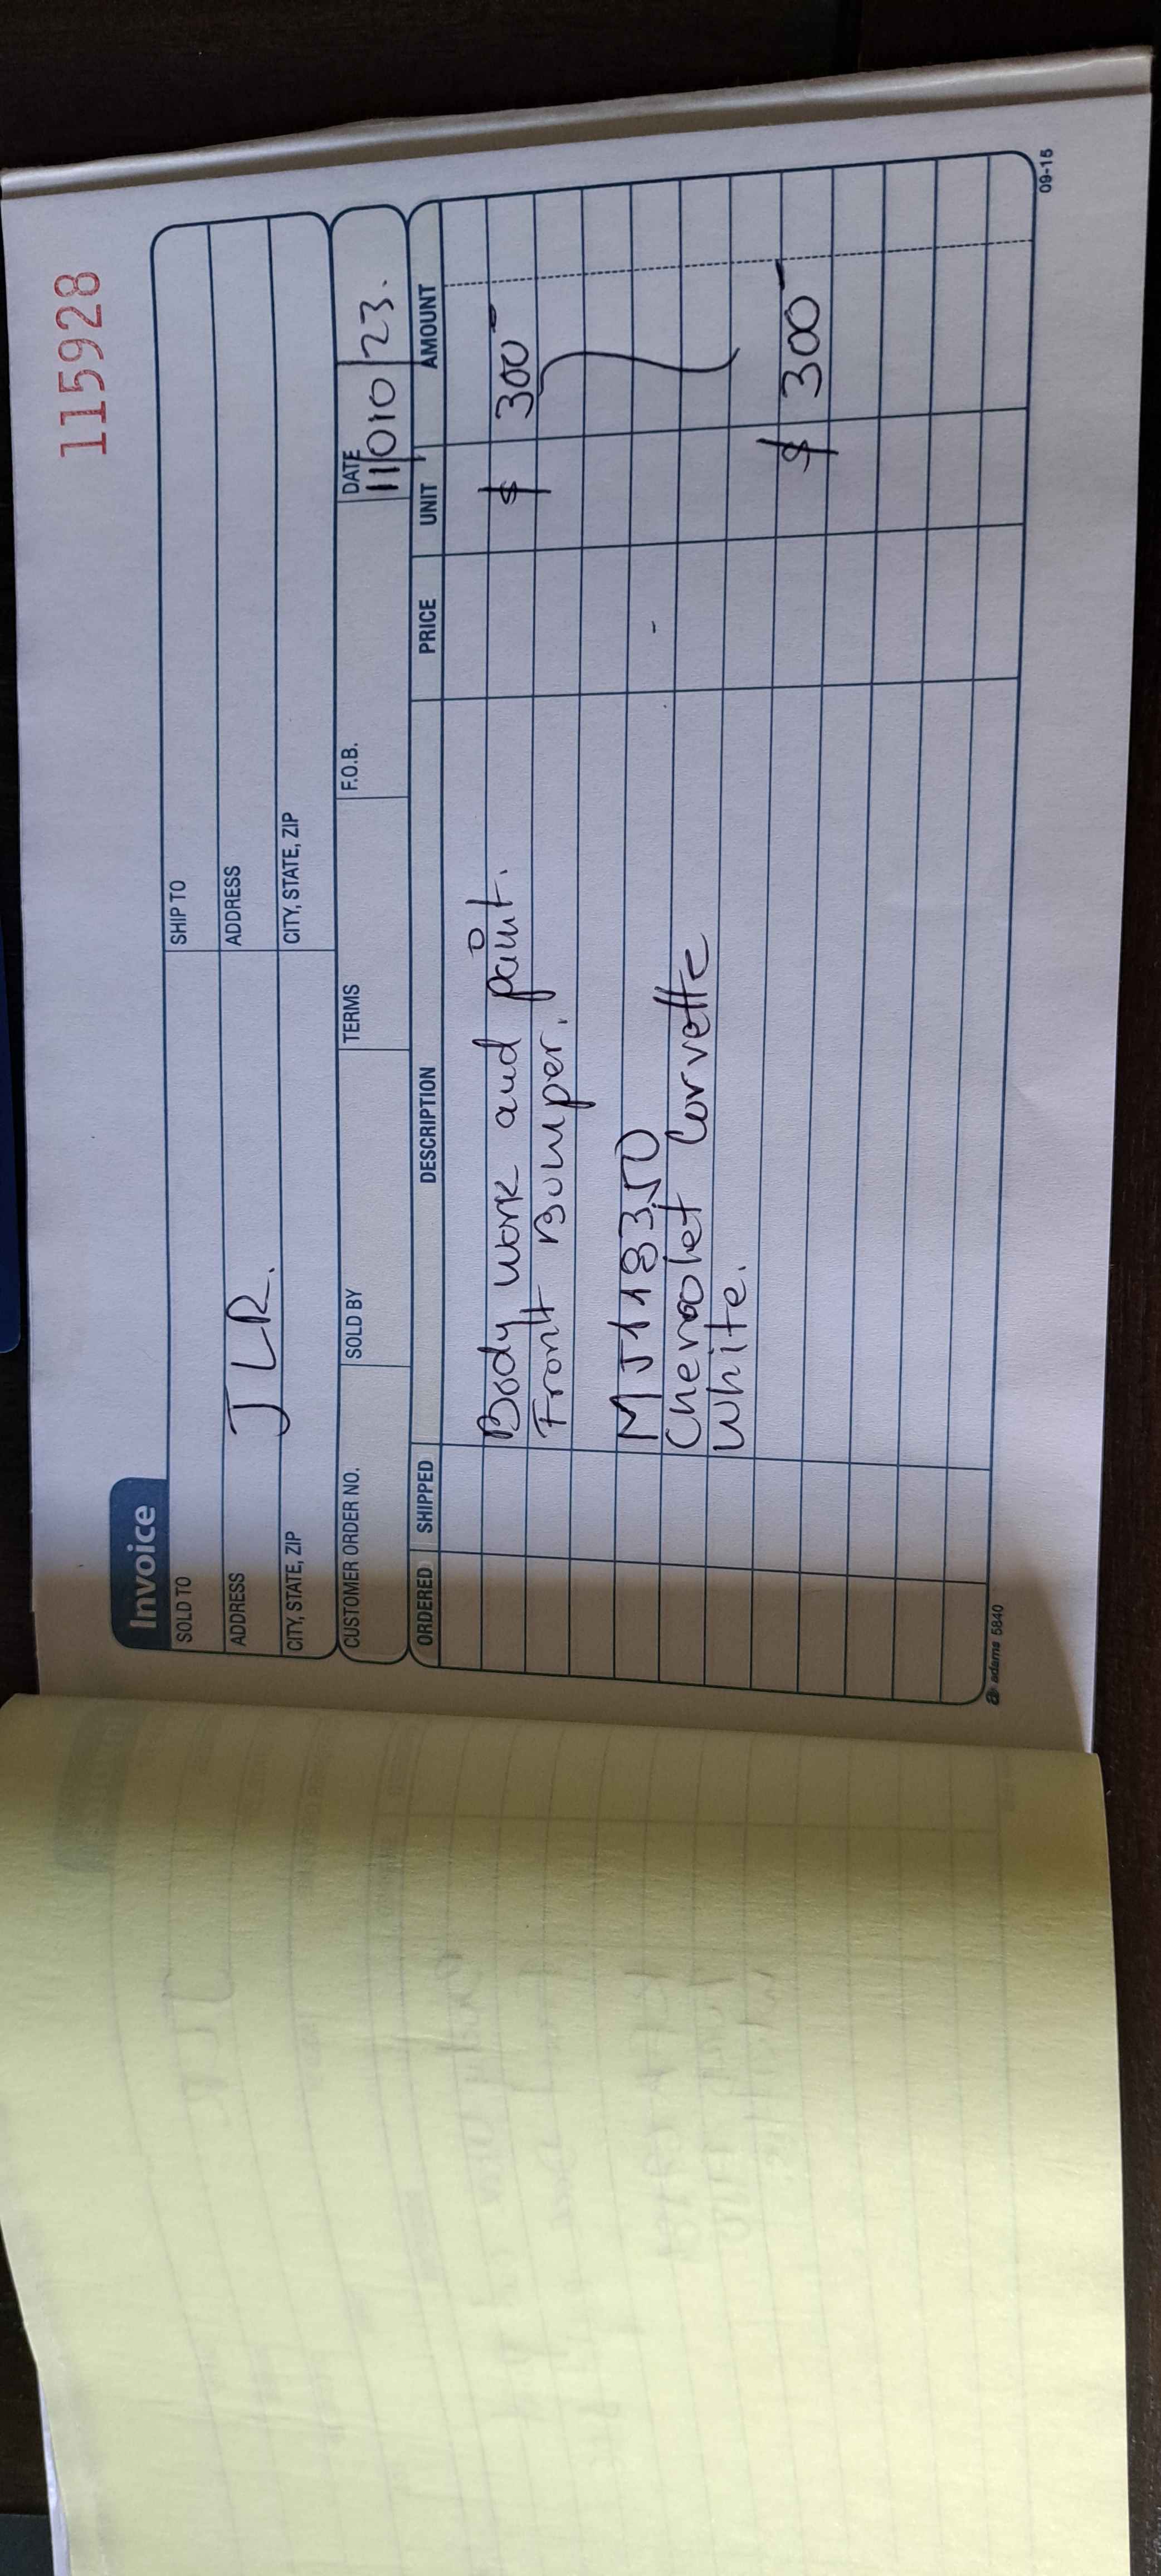 115928
Invoice
SOLD TO SHIP TO
ADDRESS ADDRESS
JLR.
CITY, STATE, ZIP CITY, STATE, ZIP
CUSTOMER ORDER NO. SOLD BY TERMS F.O.B. DATE
11/010/23.
ORDERED SHIPPED DESCRIPTION PRICE UNIT AMOUNT
Body work and paint. $ 300
Front Bumper.
MJ118350
Chevrolet Corvette
White.
$ 300
adams 5840 09-15